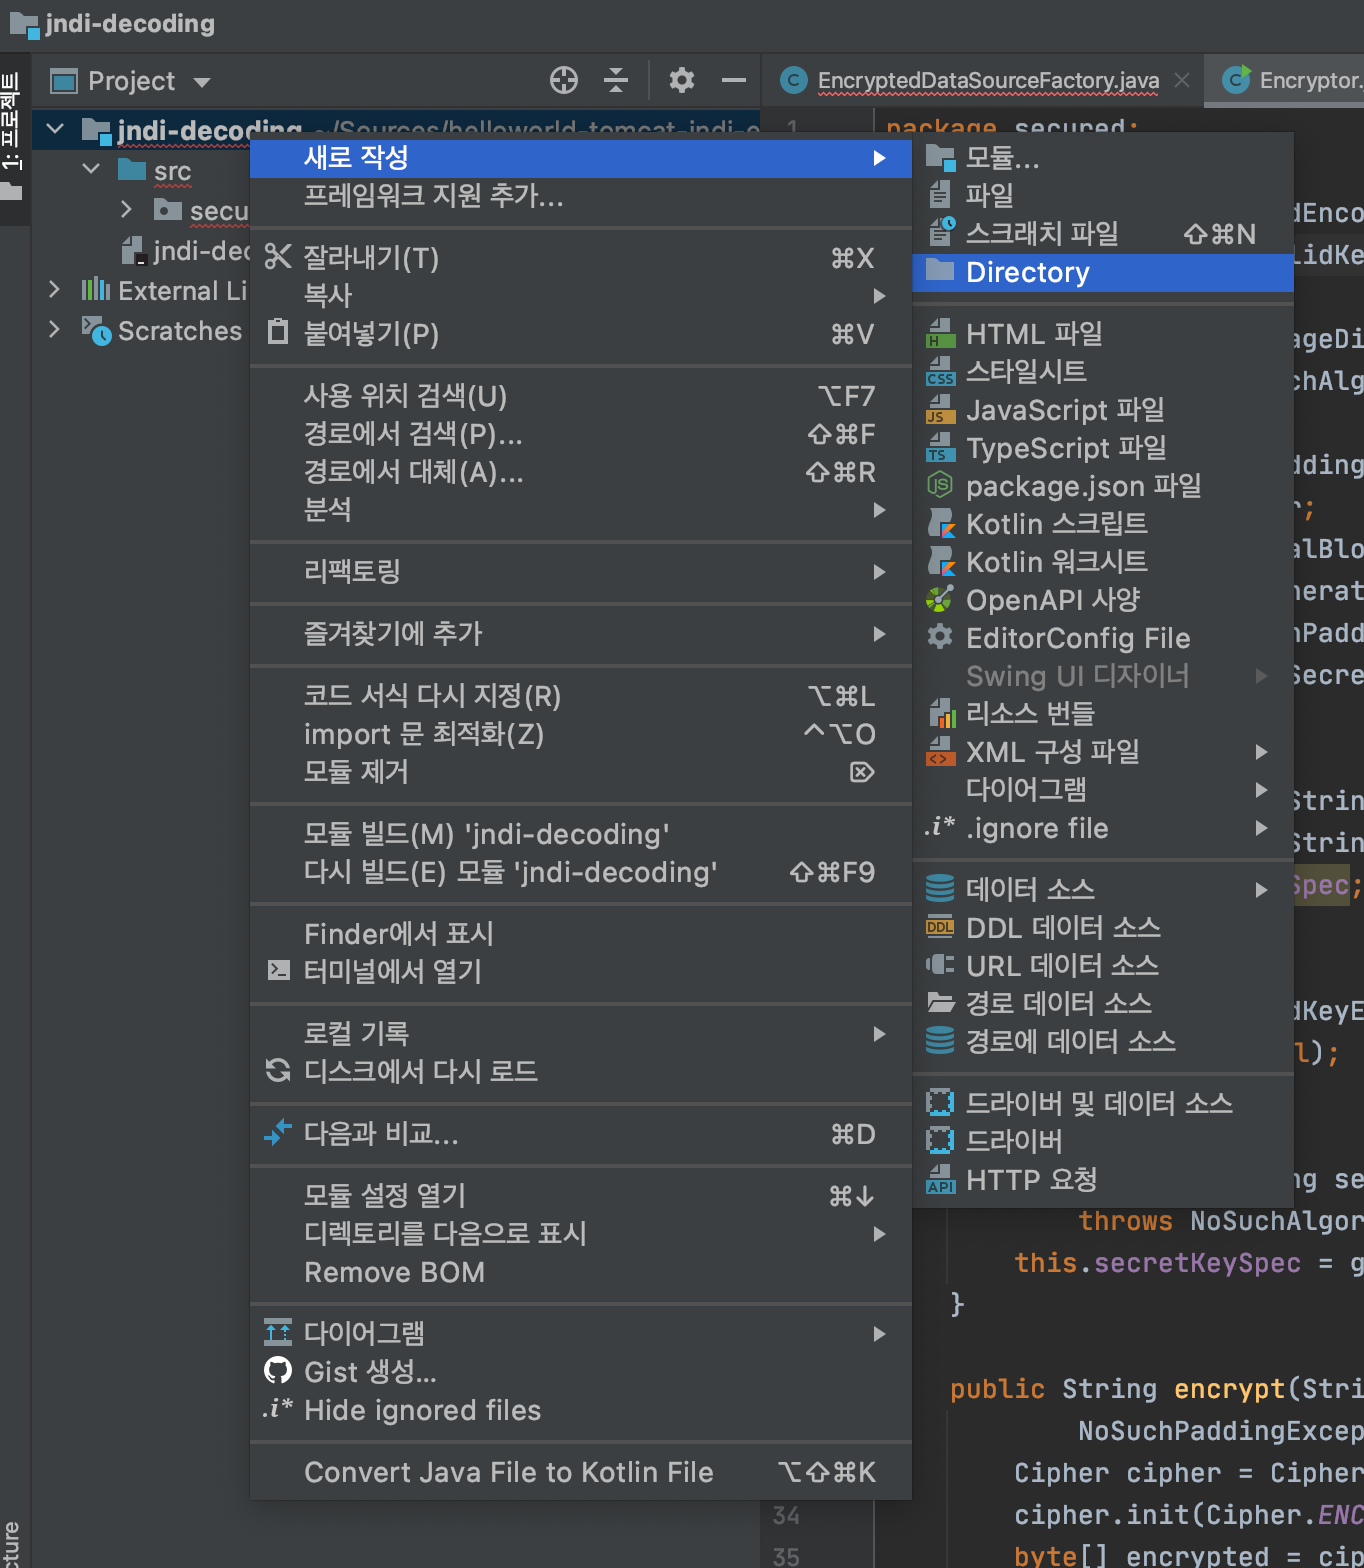 jndi-decoding
1: 프로젝트
Project
EncryptedDataSourceFactory.java
Encryptor.
jndi-decoding ~/Sources/helloworld-tomcat-jndi-e
src
secu
jndi-dec
External Li
Scratches
새로 작성
프레임워크 지원 추가...
잘라내기(T) ⌘X
복사
붙여넣기(P) ⌘V
사용 위치 검색(U) ⌥F7
경로에서 검색(P)... ⇧⌘F
경로에서 대체(A)... ⇧⌘R
분석
리팩토링
즐겨찾기에 추가
코드 서식 다시 지정(R) ⌥⌘L
import 문 최적화(Z) ^⌥O
모듈 제거 ⌦
모듈 빌드(M) 'jndi-decoding'
다시 빌드(E) 모듈 'jndi-decoding' ⇧⌘F9
Finder에서 표시
터미널에서 열기
로컬 기록
디스크에서 다시 로드
다음과 비교... ⌘D
모듈 설정 열기 ⌘↓
디렉토리를 다음으로 표시
Remove BOM
다이어그램
Gist 생성...
.i* Hide ignored files
Convert Java File to Kotlin File ⌥⇧⌘K
모듈...
파일
스크래치 파일 ⇧⌘N
Directory
H HTML 파일
CSS 스타일시트
JS JavaScript 파일
TS TypeScript 파일
JS package.json 파일
Kotlin 스크립트
Kotlin 워크시트
OpenAPI 사양
EditorConfig File
Swing UI 디자이너
리소스 번들
<> XML 구성 파일
다이어그램
.i* .ignore file
데이터 소스
DDL DDL 데이터 소스
URL 데이터 소스
경로 데이터 소스
경로에 데이터 소스
드라이버 및 데이터 소스
드라이버
API HTTP 요청
1 package secured;
dEnco
lidKe
ageDi
chAlg
dding
r;
alBlo
nerat
nPadd
Secre
Strin
Strin
Spec;
dKeyE
l);
ng se
throws NoSuchAlgor
this.secretKeySpec = g
}
public String encrypt(Stri
NoSuchPaddingExcep
Cipher cipher = Cipher
34 cipher.init(Cipher.ENC
35 byte[] encrypted = cip
cture